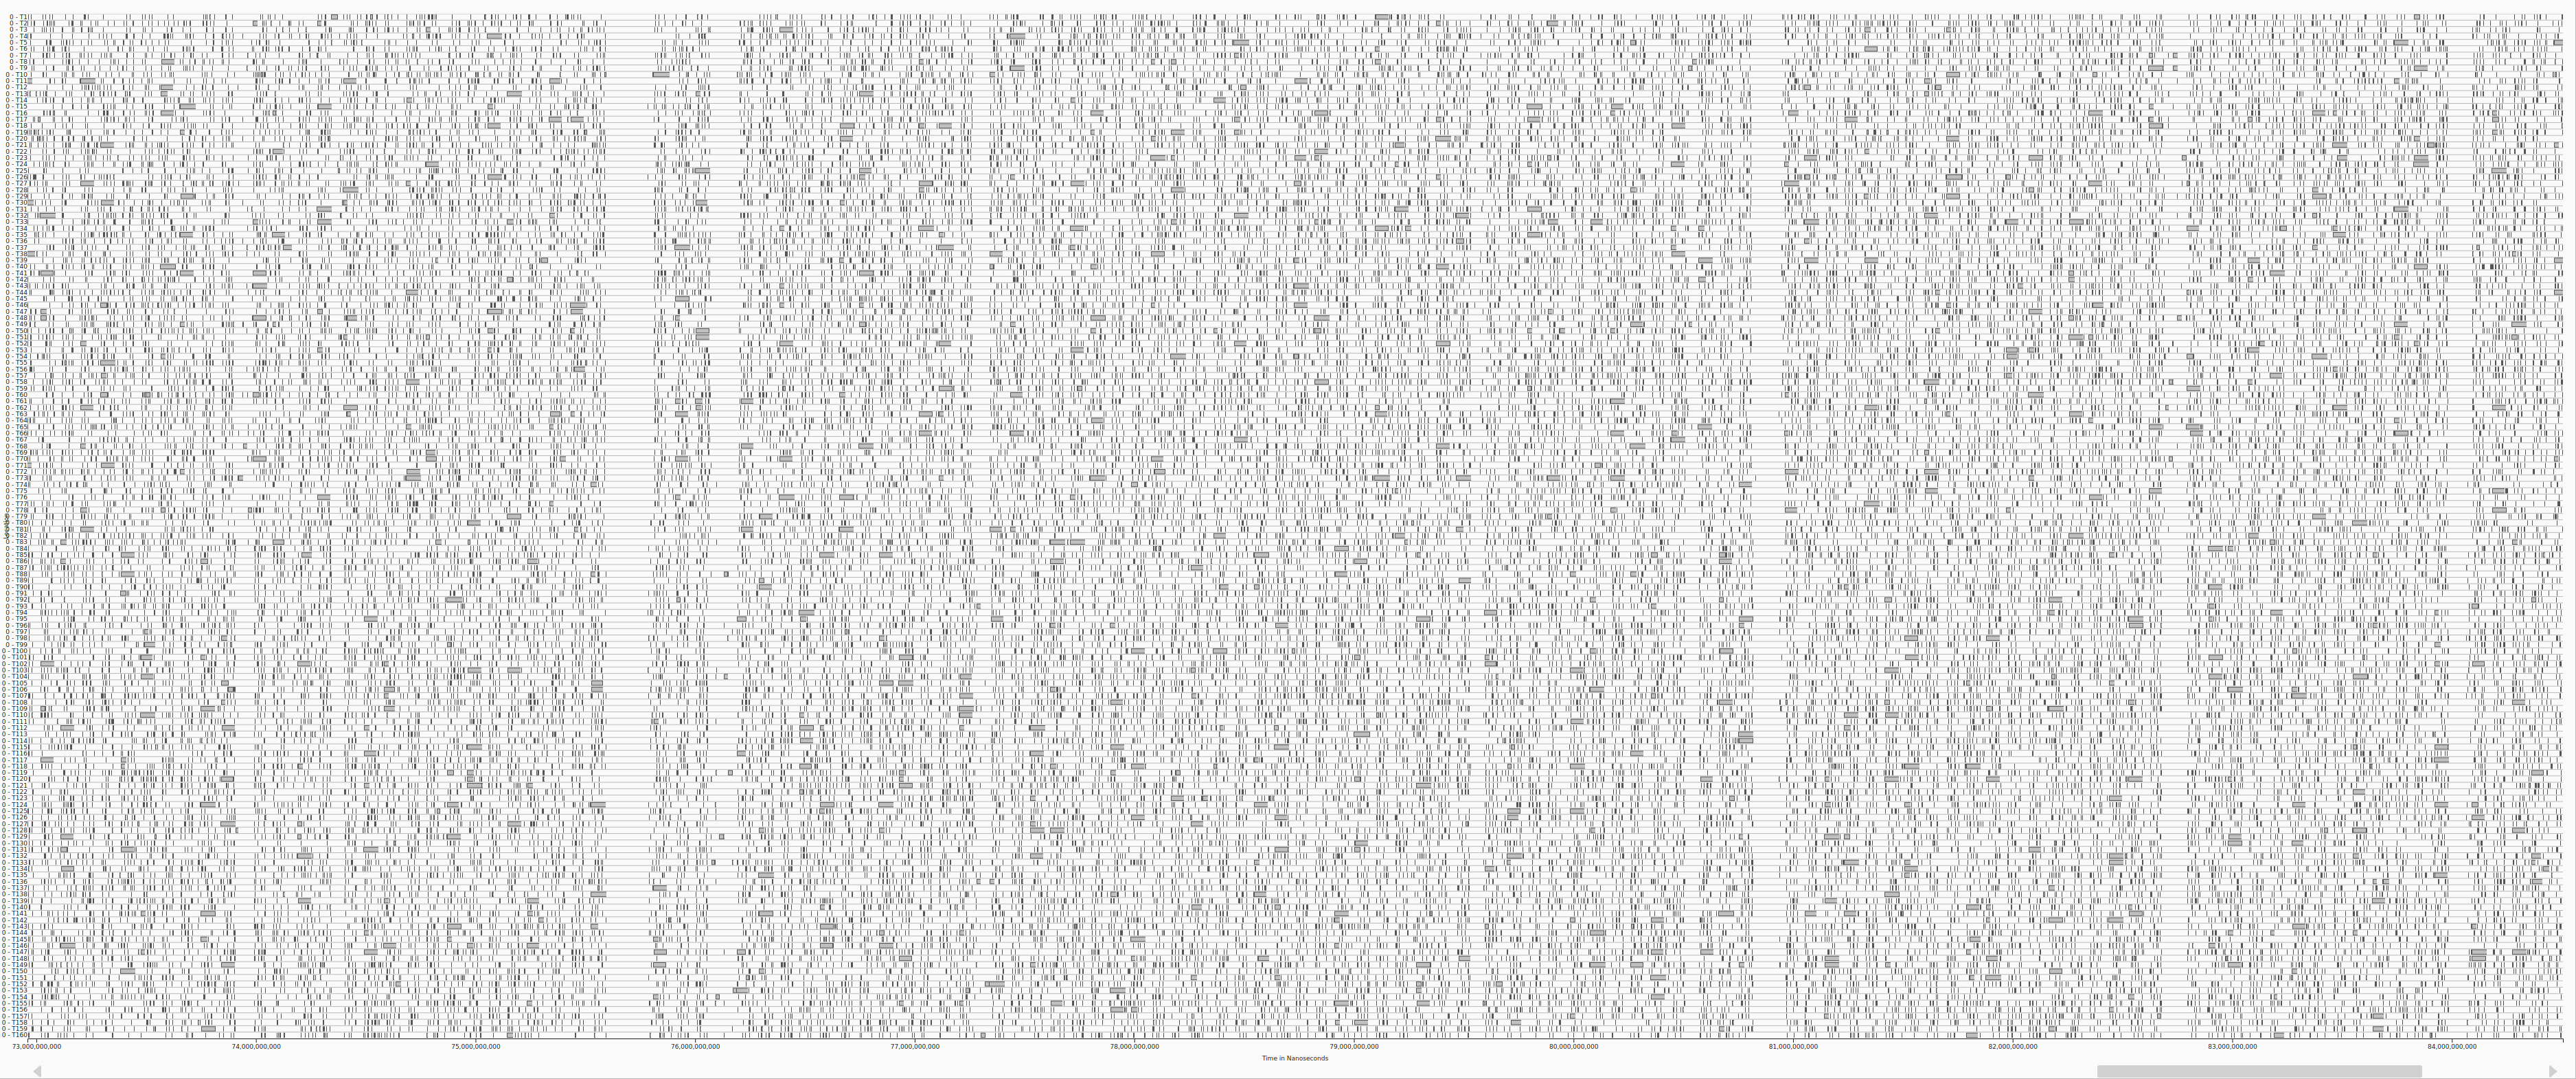 0 - T1
0 - T2
0 - T3
0 - T4
0 - T5
0 - T6
0 - T7
0 - T8
0 - T9
0 - T10
0 - T11
0 - T12
0 - T13
0 - T14
0 - T15
0 - T16
0 - T17
0 - T18
0 - T19
0 - T20
0 - T21
0 - T22
0 - T23
0 - T24
0 - T25
0 - T26
0 - T27
0 - T28
0 - T29
0 - T30
0 - T31
0 - T32
0 - T33
0 - T34
0 - T35
0 - T36
0 - T37
0 - T38
0 - T39
0 - T40
0 - T41
0 - T42
0 - T43
0 - T44
0 - T45
0 - T46
0 - T47
0 - T48
0 - T49
0 - T50
0 - T51
0 - T52
0 - T53
0 - T54
0 - T55
0 - T56
0 - T57
0 - T58
0 - T59
0 - T60
0 - T61
0 - T62
0 - T63
0 - T64
0 - T65
0 - T66
0 - T67
0 - T68
0 - T69
0 - T70
0 - T71
0 - T72
0 - T73
0 - T74
0 - T75
0 - T76
0 - T77
0 - T78
0 - T79
0 - T80
0 - T81
0 - T82
0 - T83
0 - T84
0 - T85
0 - T86
0 - T87
0 - T88
0 - T89
0 - T90
0 - T91
0 - T92
0 - T93
0 - T94
0 - T95
0 - T96
0 - T97
0 - T98
0 - T99
0 - T100
0 - T101
0 - T102
0 - T103
0 - T104
0 - T105
0 - T106
0 - T107
0 - T108
0 - T109
0 - T110
0 - T111
0 - T112
0 - T113
0 - T114
0 - T115
0 - T116
0 - T117
0 - T118
0 - T119
0 - T120
0 - T121
0 - T122
0 - T123
0 - T124
0 - T125
0 - T126
0 - T127
0 - T128
0 - T129
0 - T130
0 - T131
0 - T132
0 - T133
0 - T134
0 - T135
0 - T136
0 - T137
0 - T138
0 - T139
0 - T140
0 - T141
0 - T142
0 - T143
0 - T144
0 - T145
0 - T146
0 - T147
0 - T148
0 - T149
0 - T150
0 - T151
0 - T152
0 - T153
0 - T154
0 - T155
0 - T156
0 - T157
0 - T158
0 - T159
0 - T160
73,000,000,000 74,000,000,000 75,000,000,000 76,000,000,000 77,000,000,000 78,000,000,000 79,000,000,000 80,000,000,000 81,000,000,000 82,000,000,000 83,000,000,000 84,000,000,000
Time in Nanoseconds